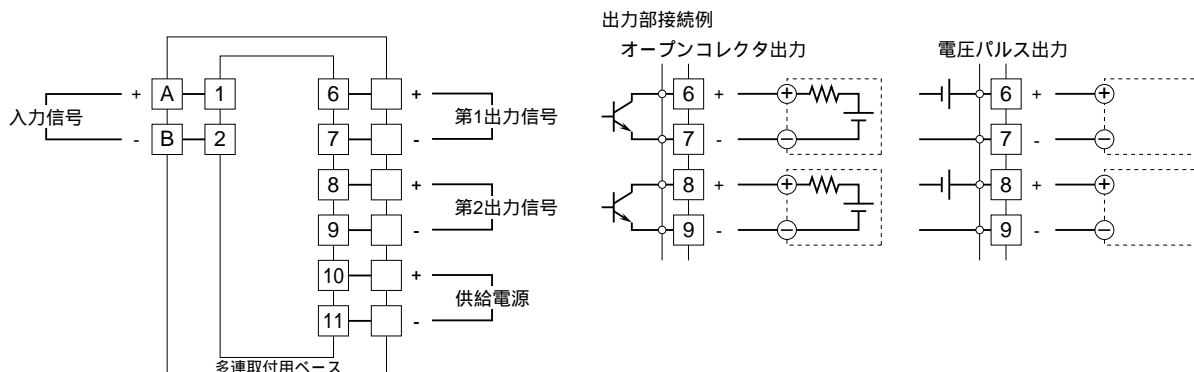 出力部接続例
オープンコレクタ出力
電圧パルス出力
入力信号
+ A 1
- B 2
6 +
7 -
第1出力信号
8 +
9 -
第2出力信号
10 +
11 -
供給電源
多連取付用ベース
6 + +
7 - −
8 + +
9 - −
6 + +
7 - −
8 + +
9 - −